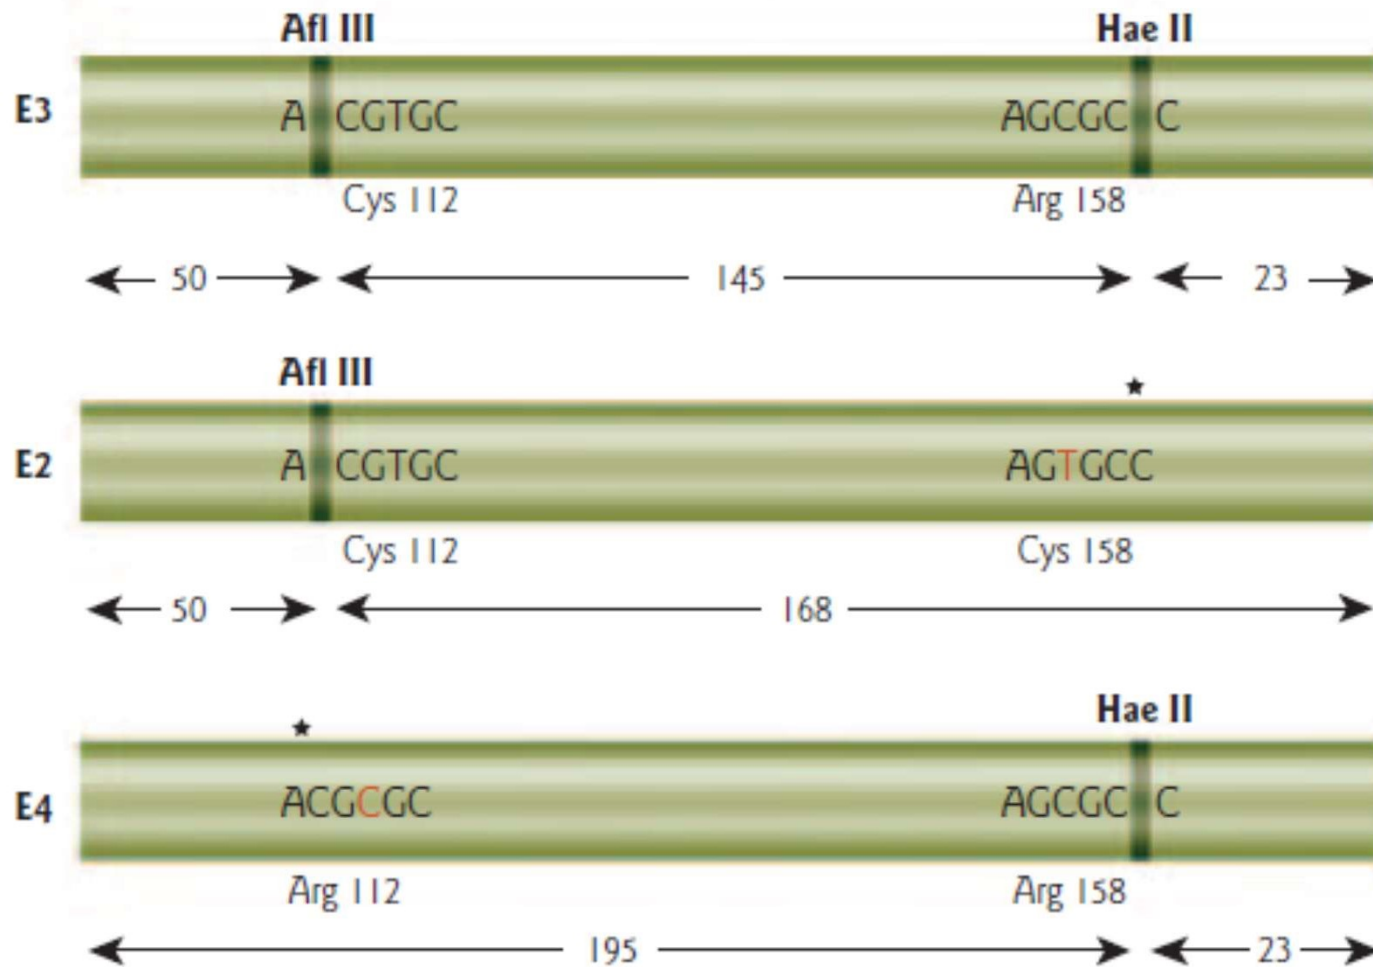 Afl III Hae II
E3 A CGTGC AGCGC C
Cys 112 Arg 158
50 145 23
Afl III ★
E2 A CGTGC AGTGCC
Cys 112 Cys 158
50 168
★ Hae II
E4 ACGCGC AGCGC C
Arg 112 Arg 158
195 23